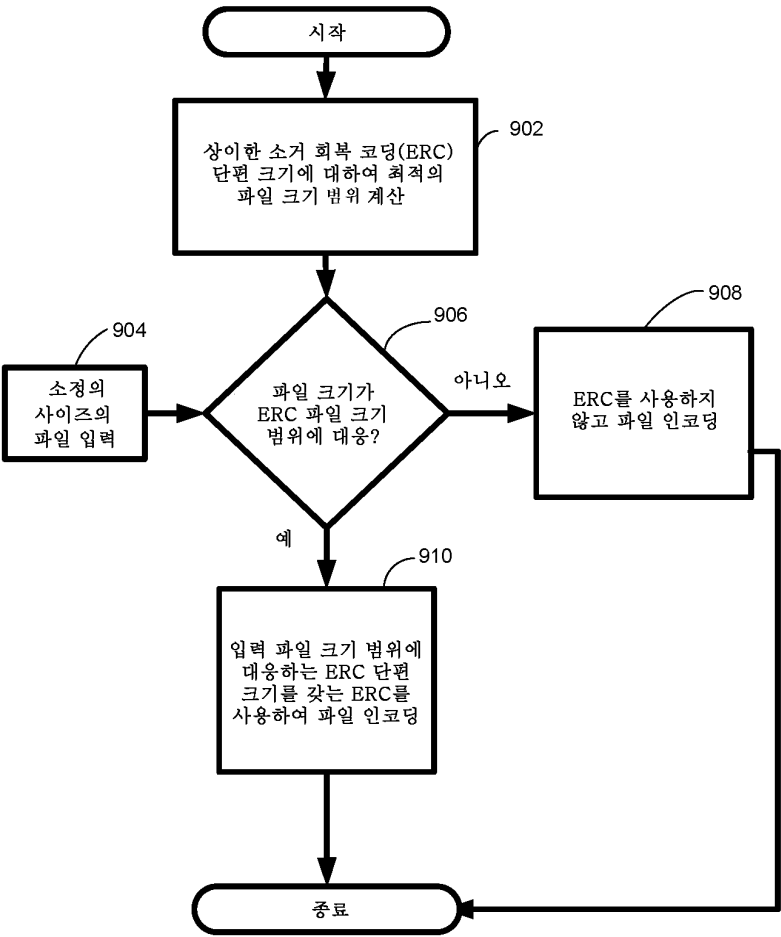 시작
902
상이한 소거 회복 코딩(ERC)
단편 크기에 대하여 최적의
파일 크기 범위 계산
904
소정의
사이즈의
파일 입력
906
파일 크기가
ERC 파일 크기
범위에 대응?
아니오
908
ERC를 사용하지
않고 파일 인코딩
예
910
입력 파일 크기 범위에
대응하는 ERC 단편
크기를 갖는 ERC를
사용하여 파일 인코딩
종료